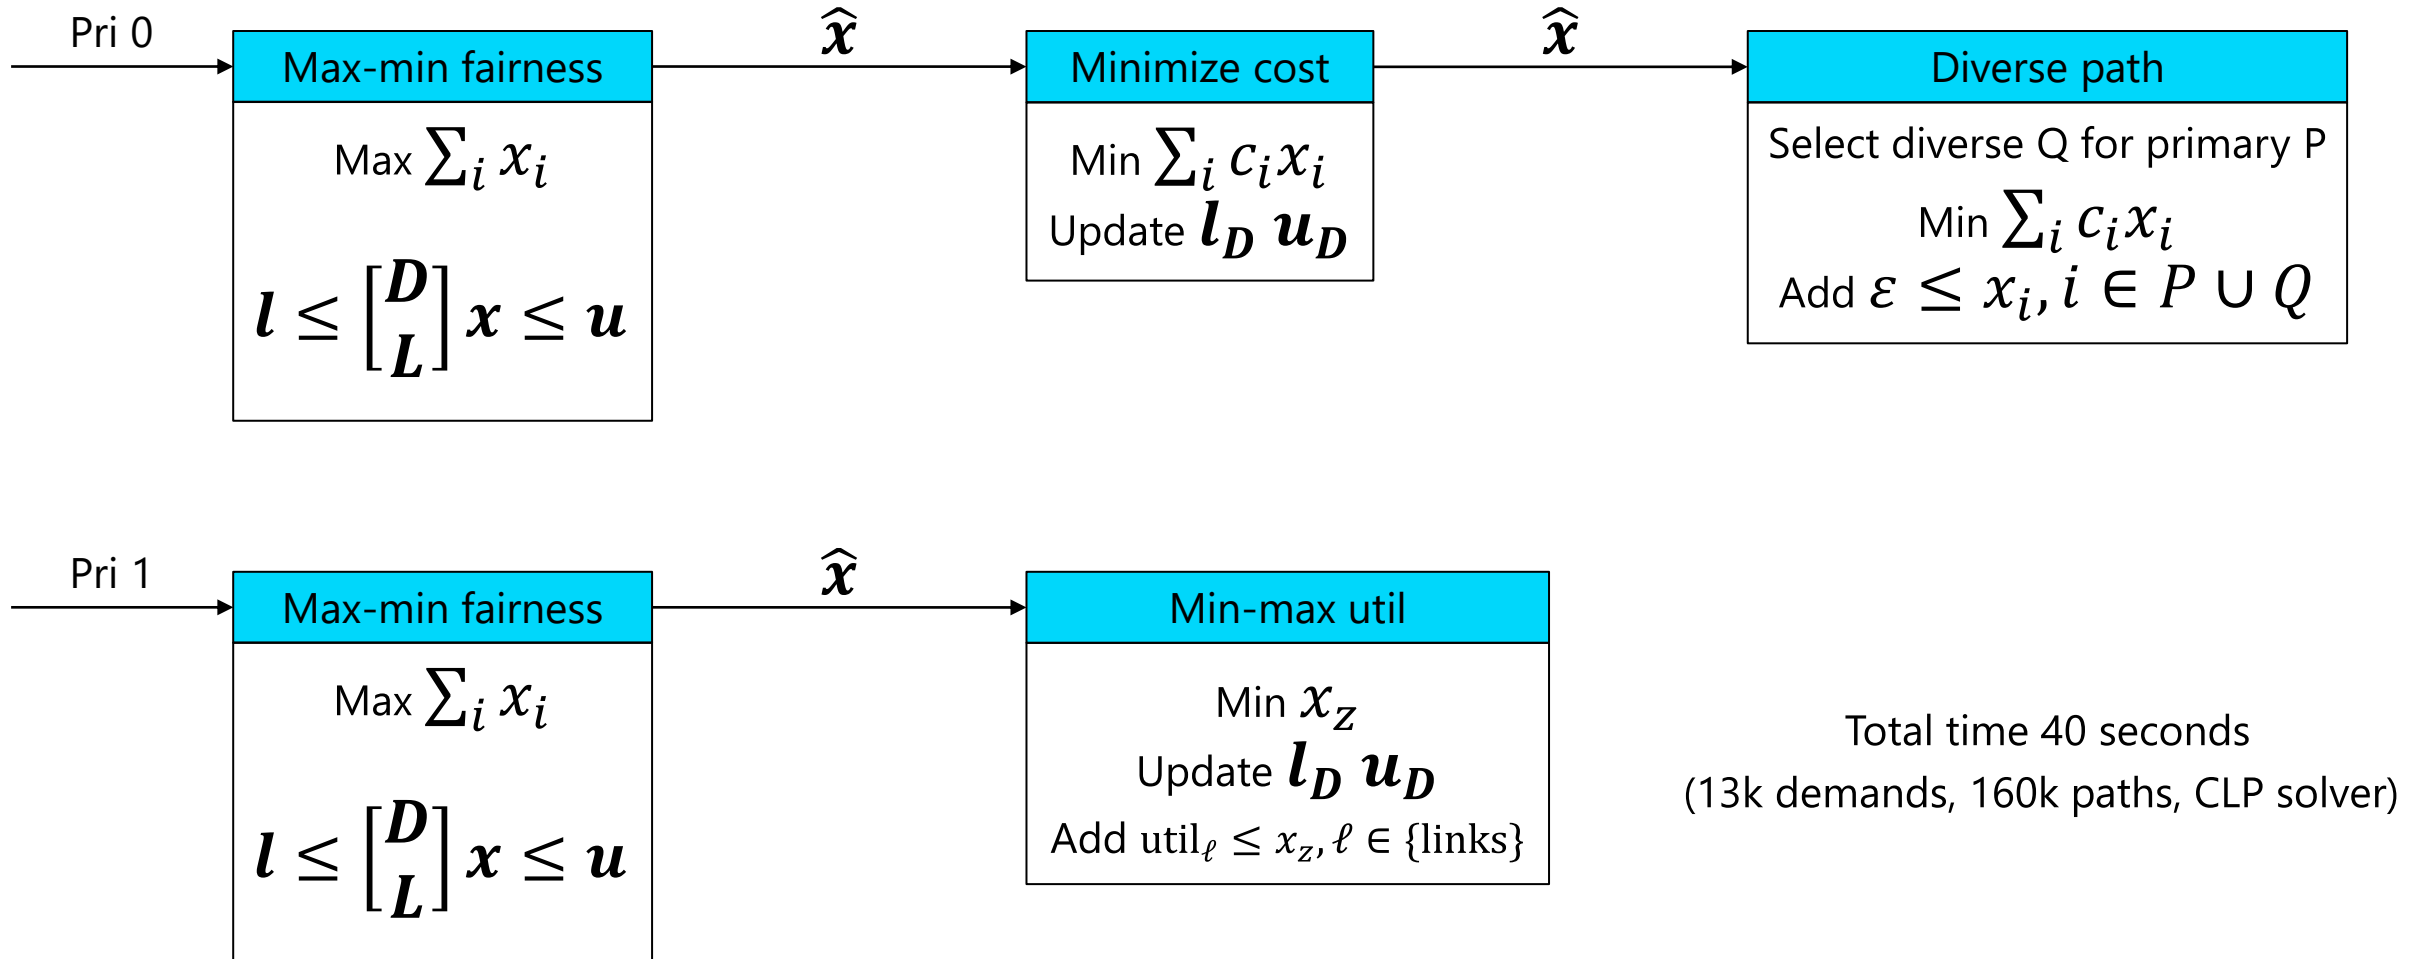 Pri 0
Max-min fairness
Max ∑ᵢ xᵢ
l ≤ [D L] x ≤ u
x̂
Minimize cost
Min ∑ᵢ cᵢxᵢ
Update l_D u_D
x̂
Diverse path
Select diverse Q for primary P
Min ∑ᵢ cᵢxᵢ
Add ε ≤ xᵢ, i ∈ P ∪ Q
Pri 1
Max-min fairness
Max ∑ᵢ xᵢ
l ≤ [D L] x ≤ u
x̂
Min-max util
Min x_z
Update l_D u_D
Add util_ℓ ≤ x_z, ℓ ∈ {links}
Total time 40 seconds
(13k demands, 160k paths, CLP solver)